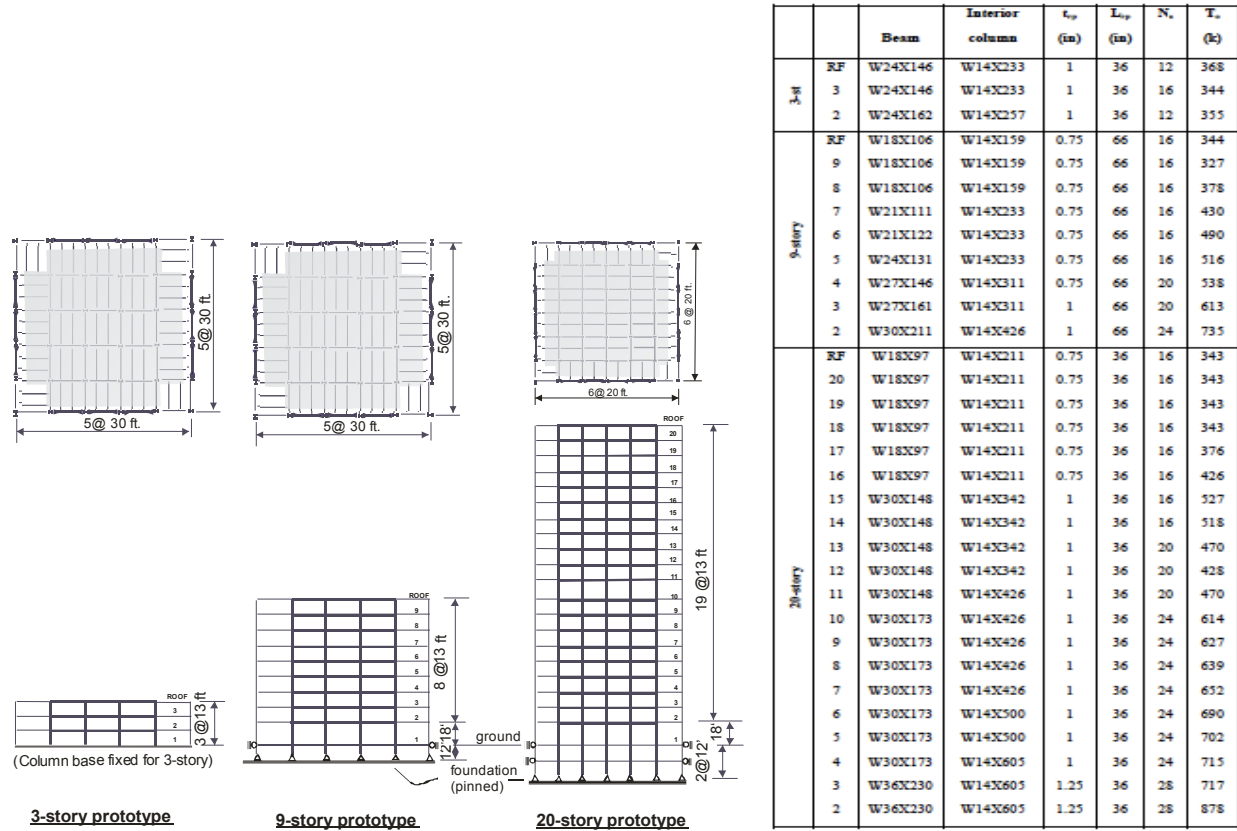 5@ 30 ft.
5@ 30 ft.
5@ 30 ft.
5@ 30 ft.
6 @ 20 ft.
6@ 20 ft.
ROOF
3
2
1
3 @13 ft
(Column base fixed for 3-story)
3-story prototype
ROOF
9
8
7
6
5
4
3
2
1
8 @13 ft
18'
12'
ground
foundation
(pinned)
9-story prototype
ROOF
20
19
18
17
16
15
14
13
12
11
10
9
8
7
6
5
4
3
2
1
19 @13 ft
18'
2@12'
20-story prototype
Beam Interior column tcp (in) Lcp (in) Ns To (k)
3-st
RF W24X146 W14X233 1 36 12 368
3 W24X146 W14X233 1 36 16 344
2 W24X162 W14X257 1 36 12 355
9-story
RF W18X106 W14X159 0.75 66 16 344
9 W18X106 W14X159 0.75 66 16 327
8 W18X106 W14X159 0.75 66 16 378
7 W21X111 W14X233 0.75 66 16 430
6 W21X122 W14X233 0.75 66 16 490
5 W24X131 W14X233 0.75 66 16 516
4 W27X146 W14X311 0.75 66 20 538
3 W27X161 W14X311 1 66 20 613
2 W30X211 W14X426 1 66 24 735
20-story
RF W18X97 W14X211 0.75 36 16 343
20 W18X97 W14X211 0.75 36 16 343
19 W18X97 W14X211 0.75 36 16 343
18 W18X97 W14X211 0.75 36 16 343
17 W18X97 W14X211 0.75 36 16 376
16 W18X97 W14X211 0.75 36 16 426
15 W30X148 W14X342 1 36 16 527
14 W30X148 W14X342 1 36 16 518
13 W30X148 W14X342 1 36 20 470
12 W30X148 W14X342 1 36 20 428
11 W30X148 W14X426 1 36 20 470
10 W30X173 W14X426 1 36 24 614
9 W30X173 W14X426 1 36 24 627
8 W30X173 W14X426 1 36 24 639
7 W30X173 W14X426 1 36 24 652
6 W30X173 W14X500 1 36 24 690
5 W30X173 W14X500 1 36 24 702
4 W30X173 W14X605 1 36 24 715
3 W36X230 W14X605 1.25 36 28 717
2 W36X230 W14X605 1.25 36 28 878